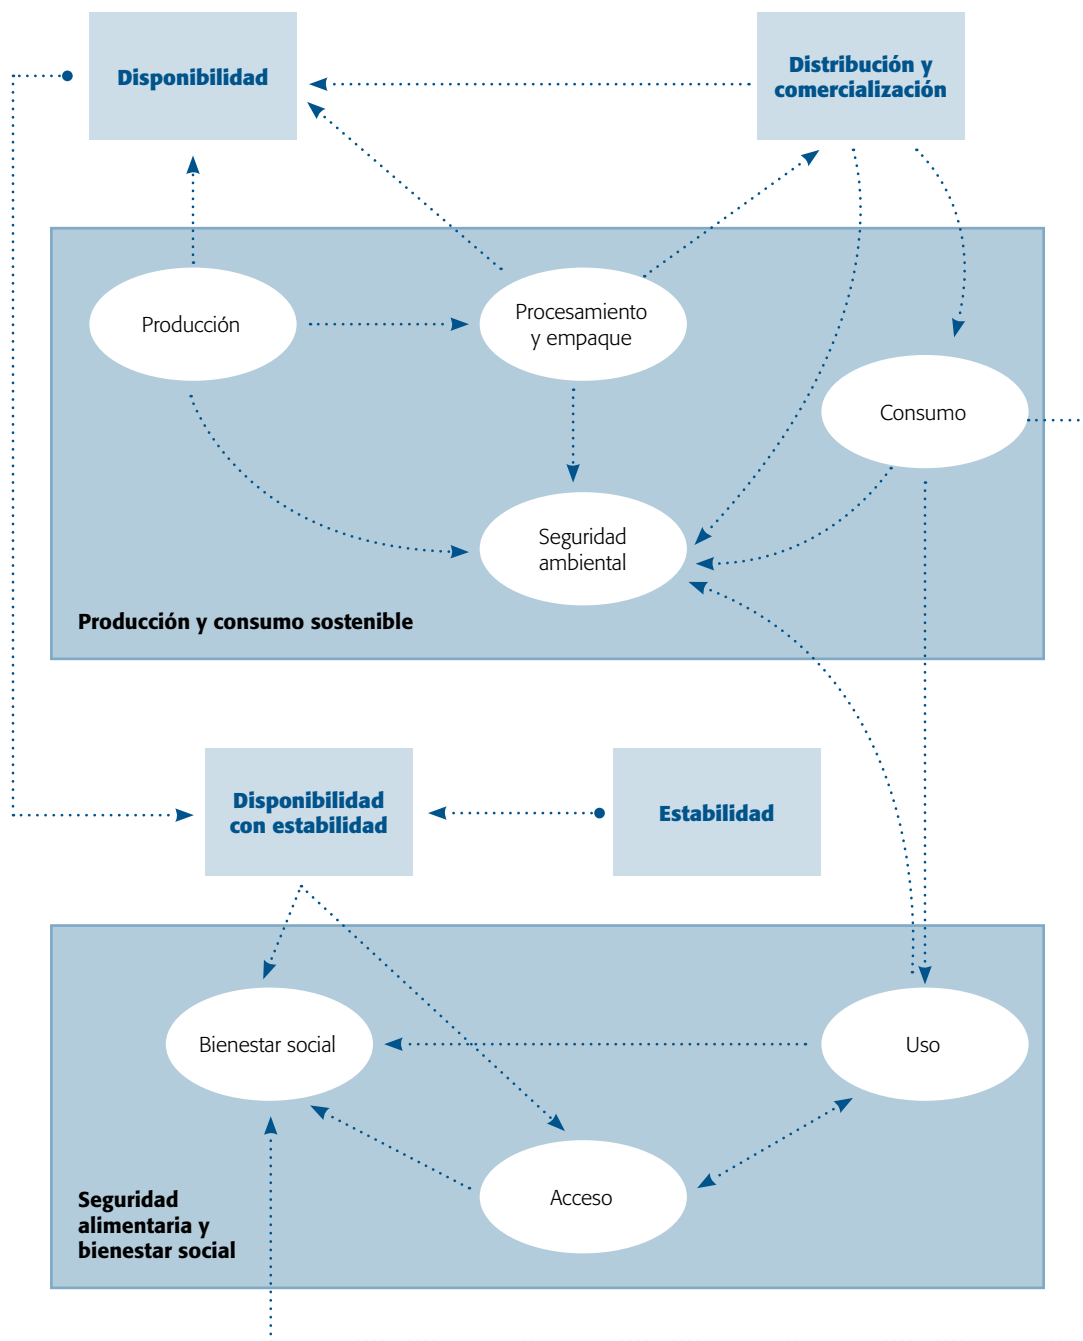 Disponibilidad
Distribución y
comercialización
Producción
Procesamiento
y empaque
Consumo
Seguridad
ambiental
Producción y consumo sostenible
Disponibilidad
con estabilidad
Estabilidad
Bienestar social
Uso
Acceso
Seguridad
alimentaria y
bienestar social